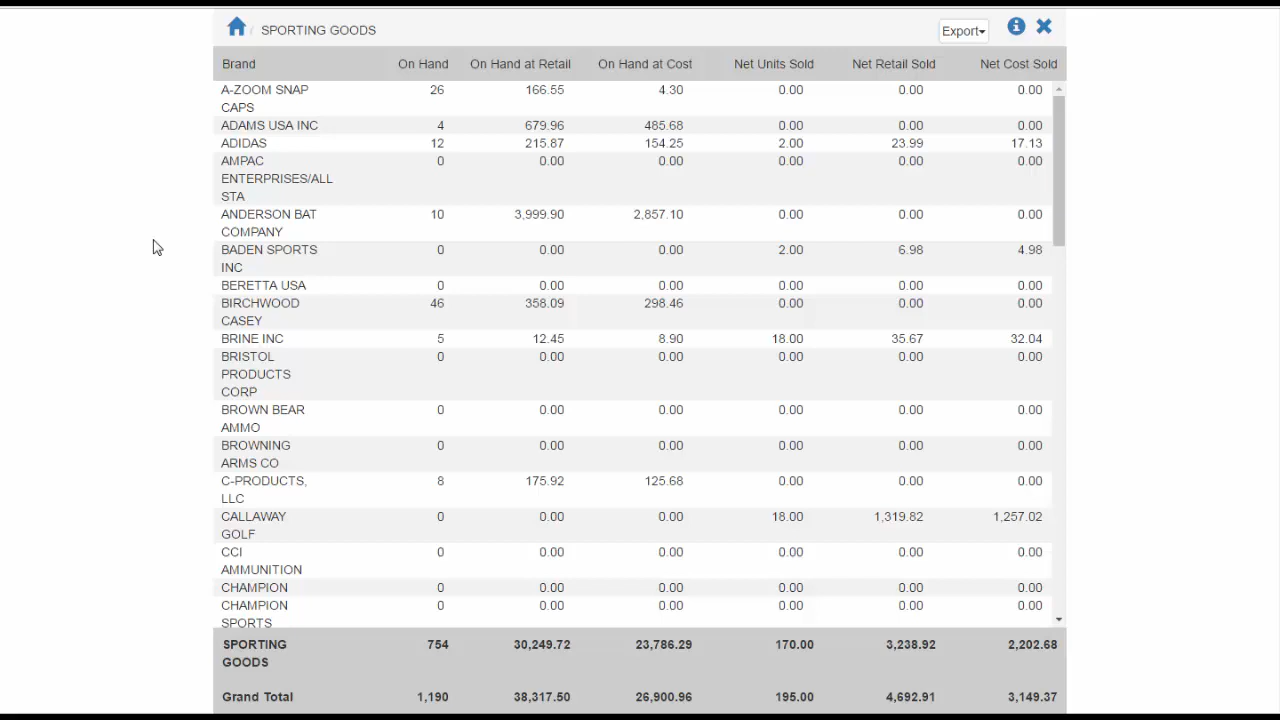 / SPORTING GOODS Export
Brand On Hand On Hand at Retail On Hand at Cost Net Units Sold Net Retail Sold Net Cost Sold
A-ZOOM SNAP 26 166.55 4.30 0.00 0.00 0.00
CAPS
ADAMS USA INC 4 679.96 485.68 0.00 0.00 0.00
ADIDAS 12 215.87 154.25 2.00 23.99 17.13
AMPAC 0 0.00 0.00 0.00 0.00 0.00
ENTERPRISES/ALL
STA
ANDERSON BAT 10 3,999.90 2,857.10 0.00 0.00 0.00
COMPANY
BADEN SPORTS 0 0.00 0.00 2.00 6.98 4.98
INC
BERETTA USA 0 0.00 0.00 0.00 0.00 0.00
BIRCHWOOD 46 358.09 298.46 0.00 0.00 0.00
CASEY
BRINE INC 5 12.45 8.90 18.00 35.67 32.04
BRISTOL 0 0.00 0.00 0.00 0.00 0.00
PRODUCTS
CORP
BROWN BEAR 0 0.00 0.00 0.00 0.00 0.00
AMMO
BROWNING 0 0.00 0.00 0.00 0.00 0.00
ARMS CO
C-PRODUCTS, 8 175.92 125.68 0.00 0.00 0.00
LLC
CALLAWAY 0 0.00 0.00 18.00 1,319.82 1,257.02
GOLF
CCI 0 0.00 0.00 0.00 0.00 0.00
AMMUNITION
CHAMPION 0 0.00 0.00 0.00 0.00 0.00
CHAMPION 0 0.00 0.00 0.00 0.00 0.00
SPORTS
SPORTING 754 30,249.72 23,786.29 170.00 3,238.92 2,202.68
GOODS
Grand Total 1,190 38,317.50 26,900.96 195.00 4,692.91 3,149.37